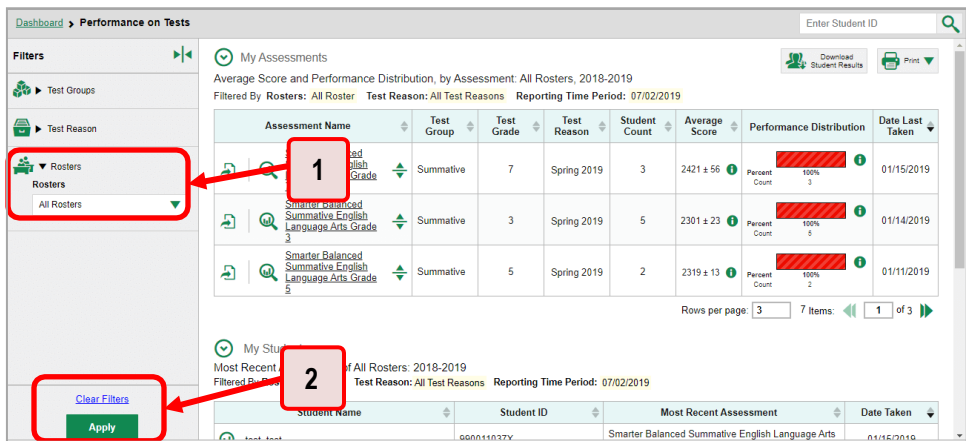 Dashboard > Performance on Tests
Enter Student ID
Filters
Test Groups
Test Reason
Rosters
Rosters
All Rosters
1
Clear Filters
Apply
2
My Assessments
Download Student Results
Print
Average Score and Performance Distribution, by Assessment: All Rosters, 2018-2019
Filtered By Rosters: All Roster Test Reason: All Test Reasons Reporting Time Period: 07/02/2019
Assessment Name Test Group Test Grade Test Reason Student Count Average Score Performance Distribution Date Last Taken
Grade
Summative 7 Spring 2019 3 2421 ± 56 Percent 100% Count 3 01/15/2019
Smarter Balanced
Summative English
Language Arts Grade
3
Summative 3 Spring 2019 5 2301 ± 23 Percent 100% Count 5 01/14/2019
Smarter Balanced
Summative English
Language Arts Grade
5
Summative 5 Spring 2019 2 2319 ± 13 Percent 100% Count 2 01/11/2019
Rows per page: 3 7 Items: 1 of 3
My
Most Recent of All Rosters: 2018-2019
Filtered By Test Reason: All Test Reasons Reporting Time Period: 07/02/2019
Student Name Student ID Most Recent Assessment Date Taken
Smarter Balanced Summative English Language Arts
test, test 990011037X 01/15/2019